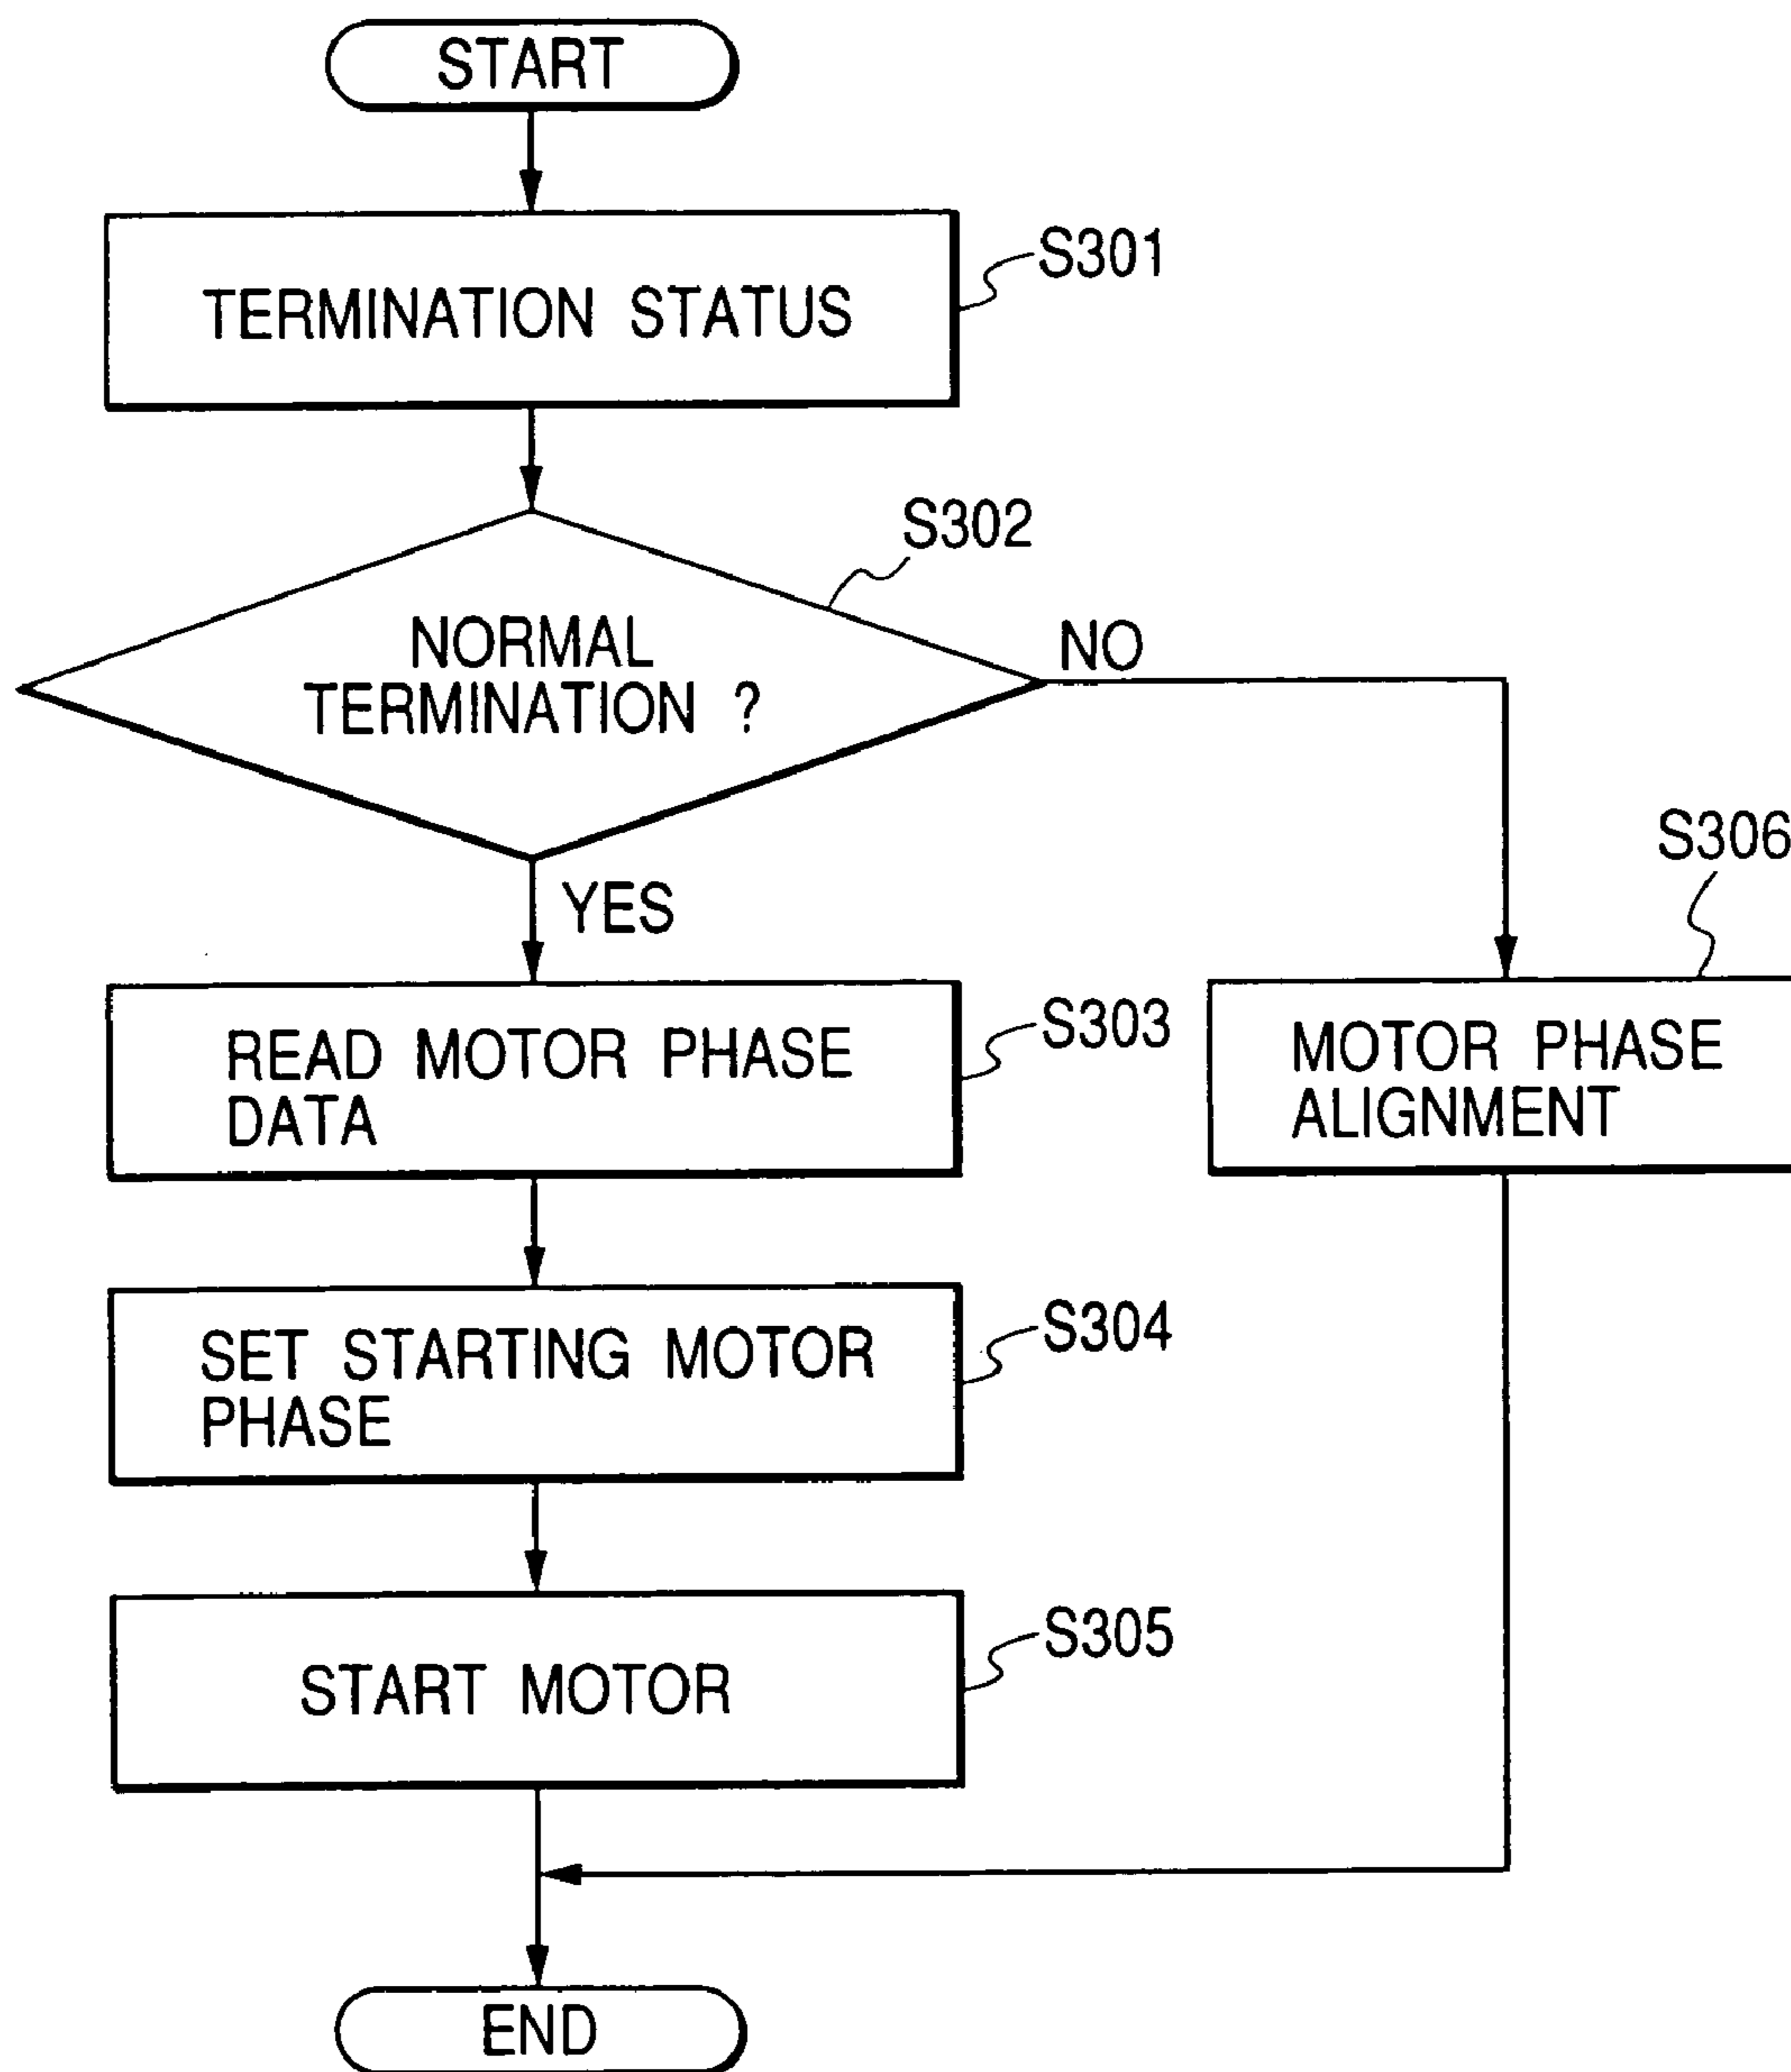 START
TERMINATION STATUS
S301
S302
NORMAL
TERMINATION ?
NO
YES
S306
READ MOTOR PHASE
DATA
S303
MOTOR PHASE
ALIGNMENT
SET STARTING MOTOR
PHASE
S304
START MOTOR
S305
END